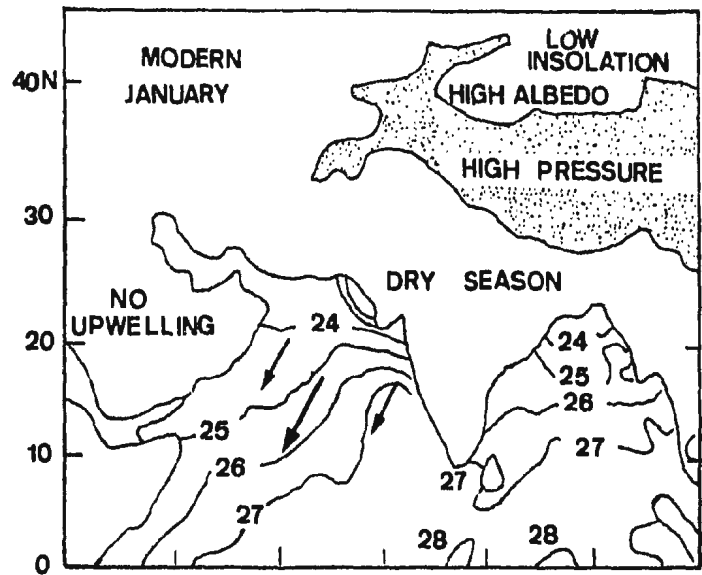 MODERN
JANUARY
LOW
INSOLATION
HIGH ALBEDO
HIGH PRESSURE
DRY SEASON
NO
UPWELLING
40N
30
20
10
0
24
25
26
27
24
25
26
27
27
28
28